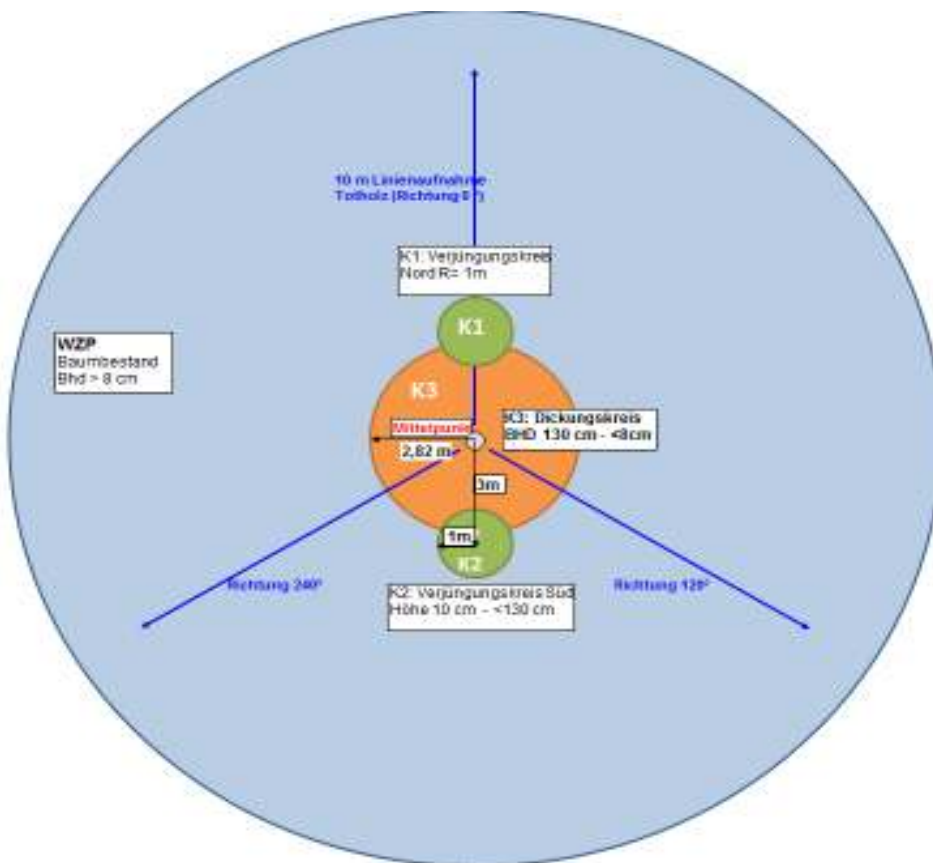 10 m Linienaufnahme
Totholz (Richtung 0°)
K1: Verjüngungskreis
Nord R= 1m
K1
WZP
Baumbestand
Bhd > 8 cm
K3
K3: Dickungskreis
BHD 130 cm - <8cm
Mittelpunk
2,82 m
3m
1m
K2
Richtung 240°
Richtung 120°
K2: Verjüngungskreis Süd
Höhe 10 cm - <130 cm